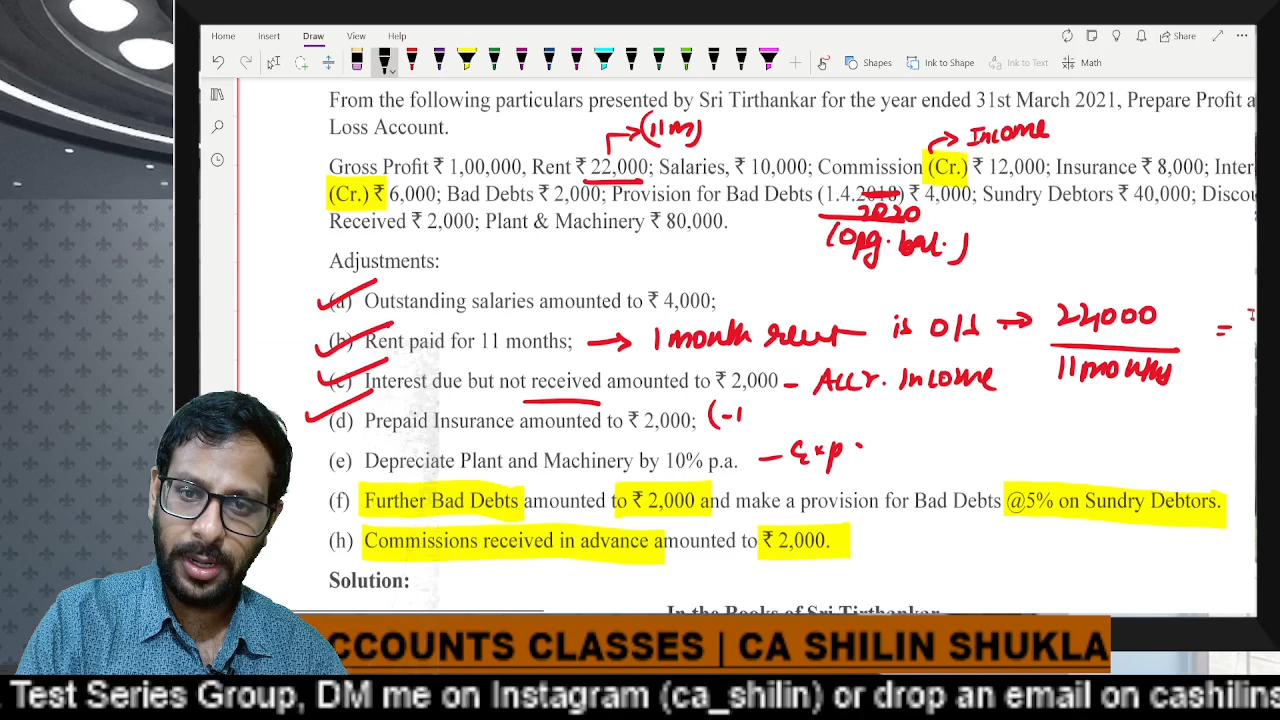 Home Insert Draw View Help Share
Shapes Ink to Shape Ink to Text Math
From the following particulars presented by Sri Tirthankar for the year ended 31st March 2021, Prepare Profit a
Loss Account.
(11m)
Income
Gross Profit ₹ 1,00,000, Rent ₹ 22,000; Salaries, ₹ 10,000; Commission (Cr.) ₹ 12,000; Insurance ₹ 8,000; Inter
(Cr.) ₹ 6,000; Bad Debts ₹ 2,000; Provision for Bad Debts (1.4.2018) ₹ 4,000; Sundry Debtors ₹ 40,000; Discou
2020
Received ₹ 2,000; Plant & Machinery ₹ 80,000.
(Opg. bal.)
Adjustments:
(a) Outstanding salaries amounted to ₹ 4,000;
(b) Rent paid for 11 months; → 1 month rent is o/s → 22,000 =
11 months
(c) Interest due but not received amounted to ₹ 2,000 - Accr. Income
(d) Prepaid Insurance amounted to ₹ 2,000; (-1
(e) Depreciate Plant and Machinery by 10% p.a. - Exp.
(f) Further Bad Debts amounted to ₹ 2,000 and make a provision for Bad Debts @5% on Sundry Debtors.
(h) Commissions received in advance amounted to ₹ 2,000.
Solution:
In the Books of Sri Tirthankar
CCOUNTS CLASSES | CA SHILIN SHUKLA
Test Series Group, DM me on Instagram (ca_shilin) or drop an email on cashilins